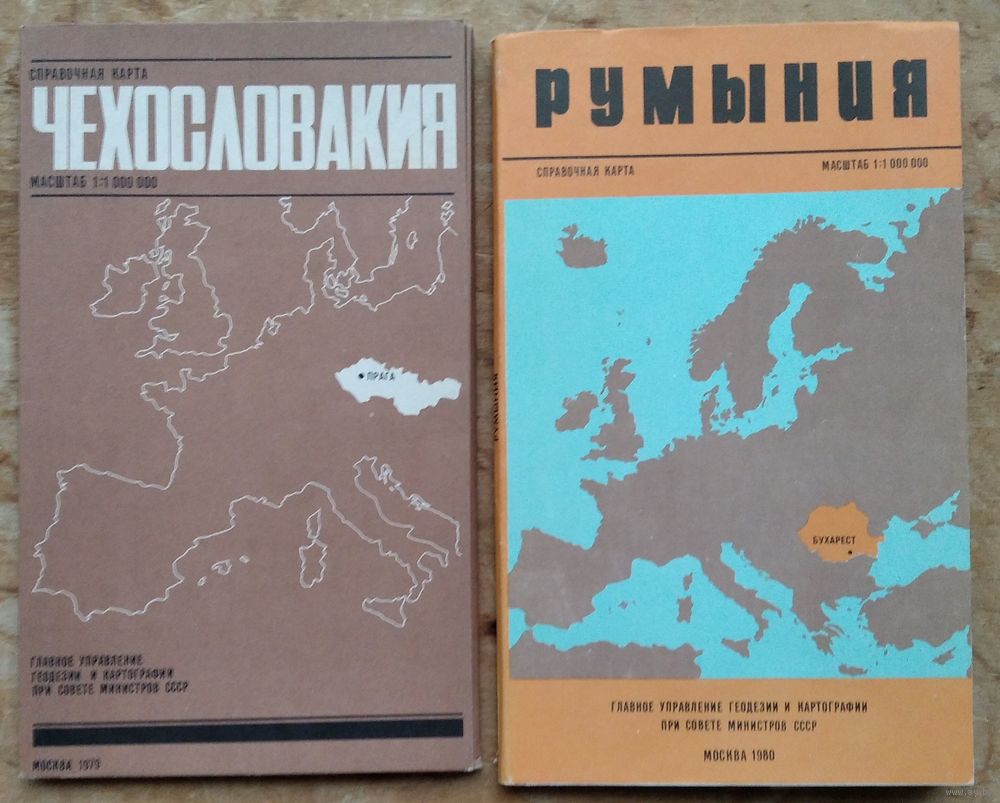 СПРАВОЧНАЯ КАРТА
ЧЕХОСЛОВАКИЯ
МАСШТАБ 1:1 000 000
ПРАГА
ГЛАВНОЕ УПРАВЛЕНИЕ
ГЕОДЕЗИИ И КАРТОГРАФИИ
ПРИ СОВЕТЕ МИНИСТРОВ СССР
МОСКВА 1979
РУМЫНИЯ
СПРАВОЧНАЯ КАРТА
МАСШТАБ 1:1 000 000
РУМЫНИЯ
БУХАРЕСТ
ГЛАВНОЕ УПРАВЛЕНИЕ ГЕОДЕЗИИ И КАРТОГРАФИИ
ПРИ СОВЕТЕ МИНИСТРОВ СССР
МОСКВА 1980